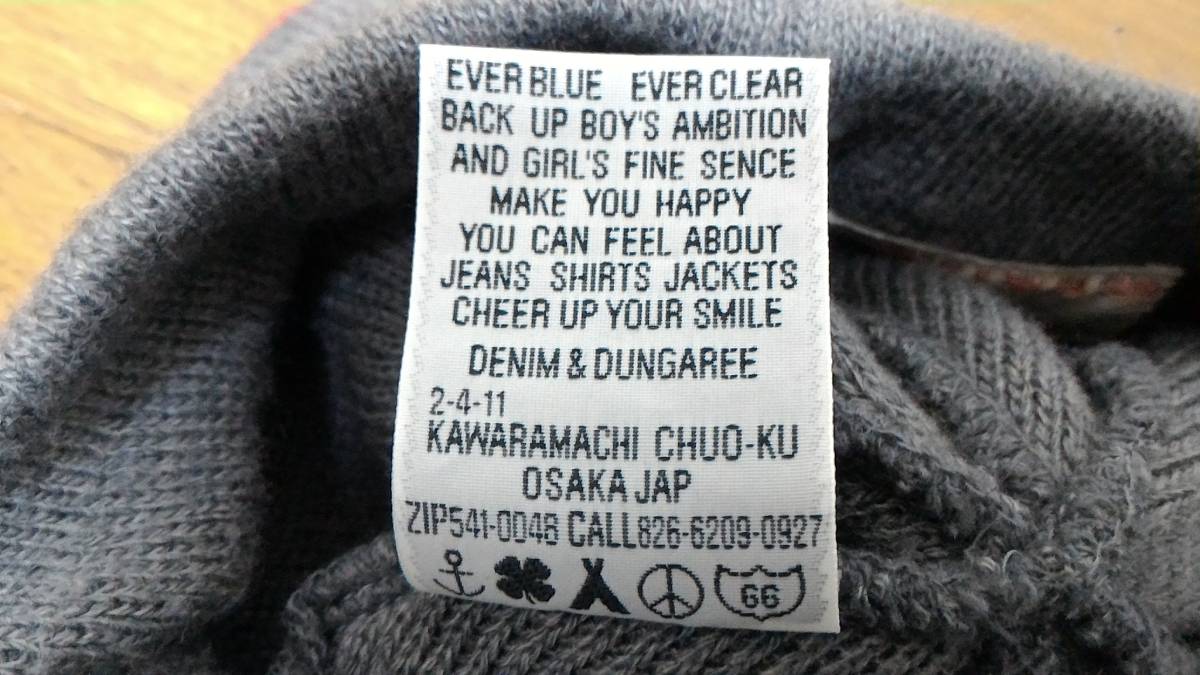 EVER BLUE EVER CLEAR
BACK UP BOY'S AMBITION
AND GIRL'S FINE SENCE
MAKE YOU HAPPY
YOU CAN FEEL ABOUT
JEANS SHIRTS JACKETS
CHEER UP YOUR SMILE
DENIM & DUNGAREE
2-4-11
KAWARAMACHI CHUO-KU
OSAKA JAP
ZIP541-0048 CALL826-6209-0927
66